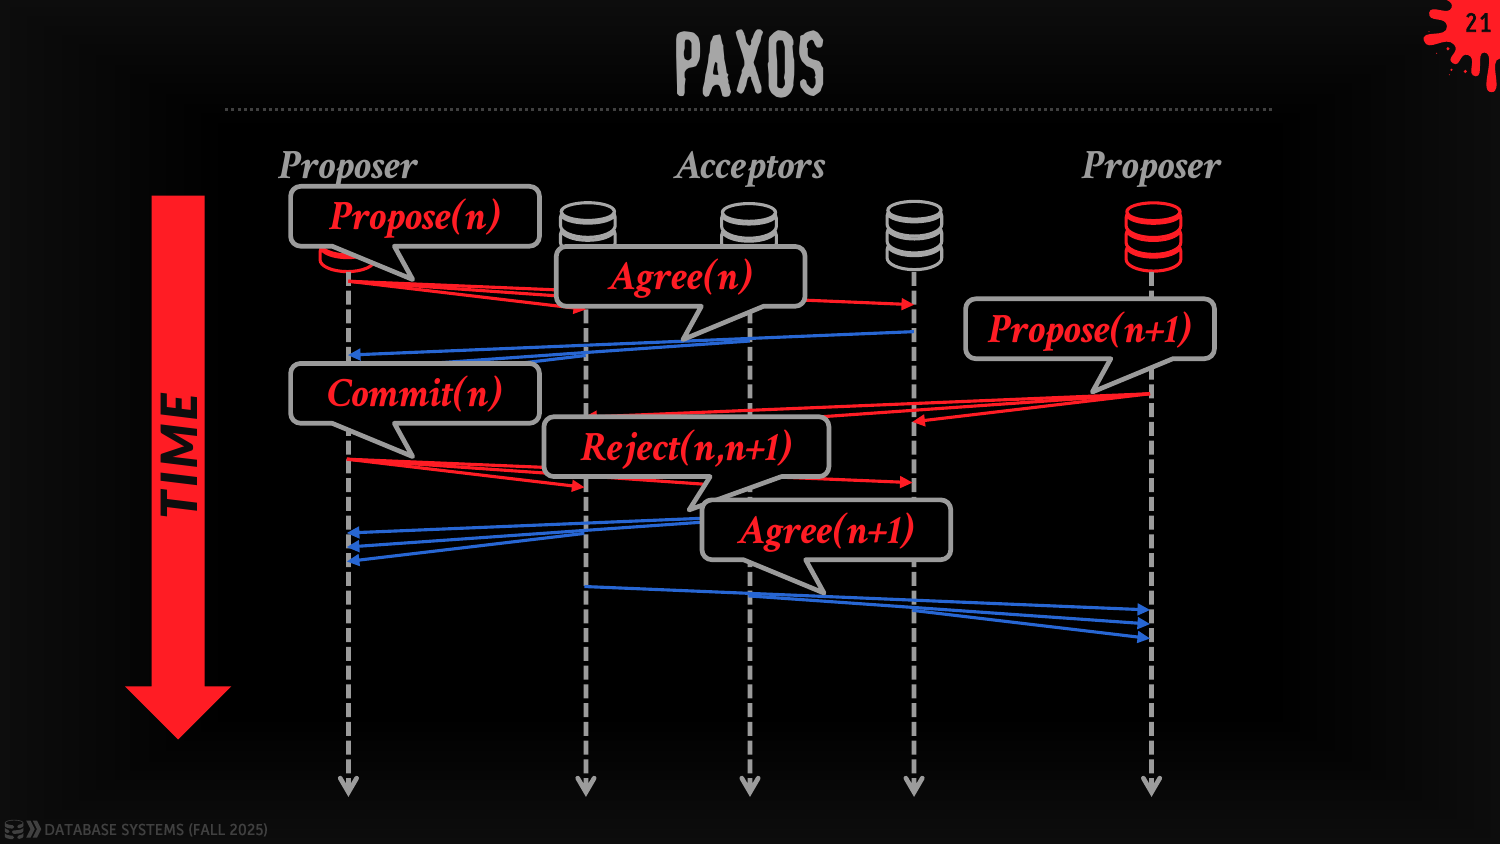 21
PAXOS
Proposer
Acceptors
Proposer
Propose(n)
Agree(n)
Propose(n+1)
Commit(n)
Reject(n,n+1)
Agree(n+1)
TIME
DATABASE SYSTEMS (FALL 2025)